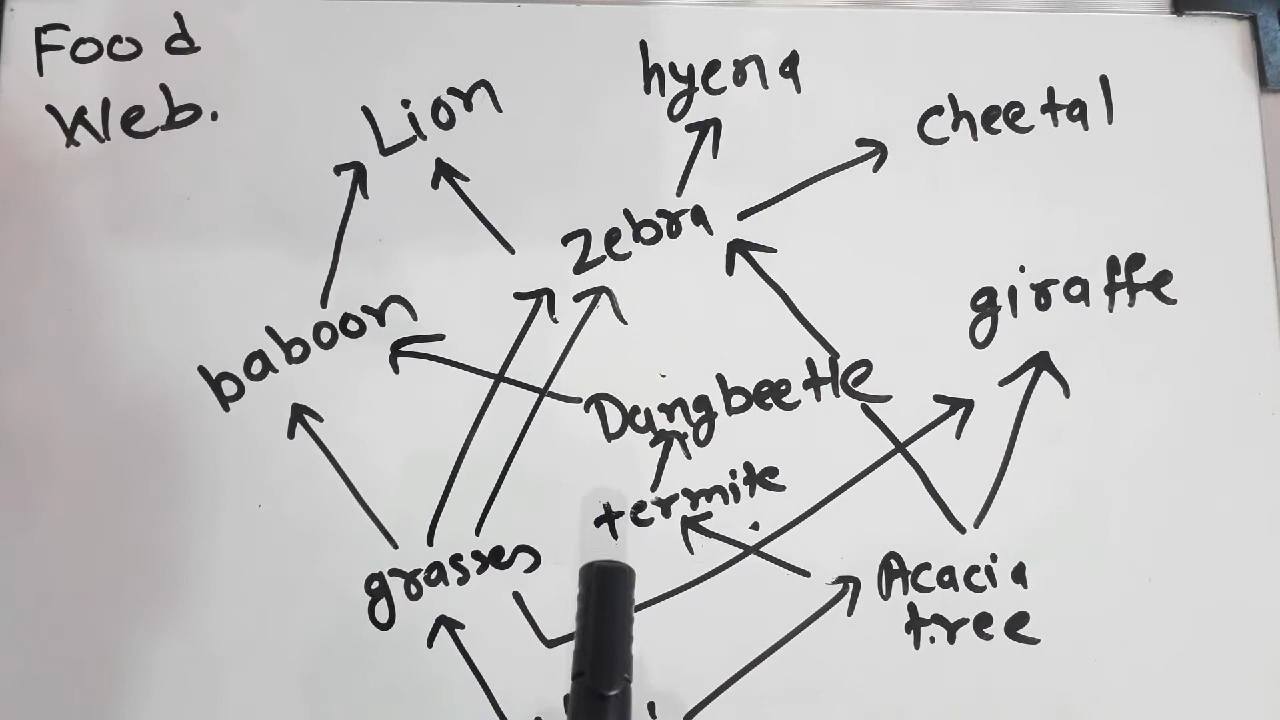 Food
Web.
Lion
hyena
cheetal
zebra
giraffe
baboon
Dungbeetle
termite
grasses
Acacia
tree